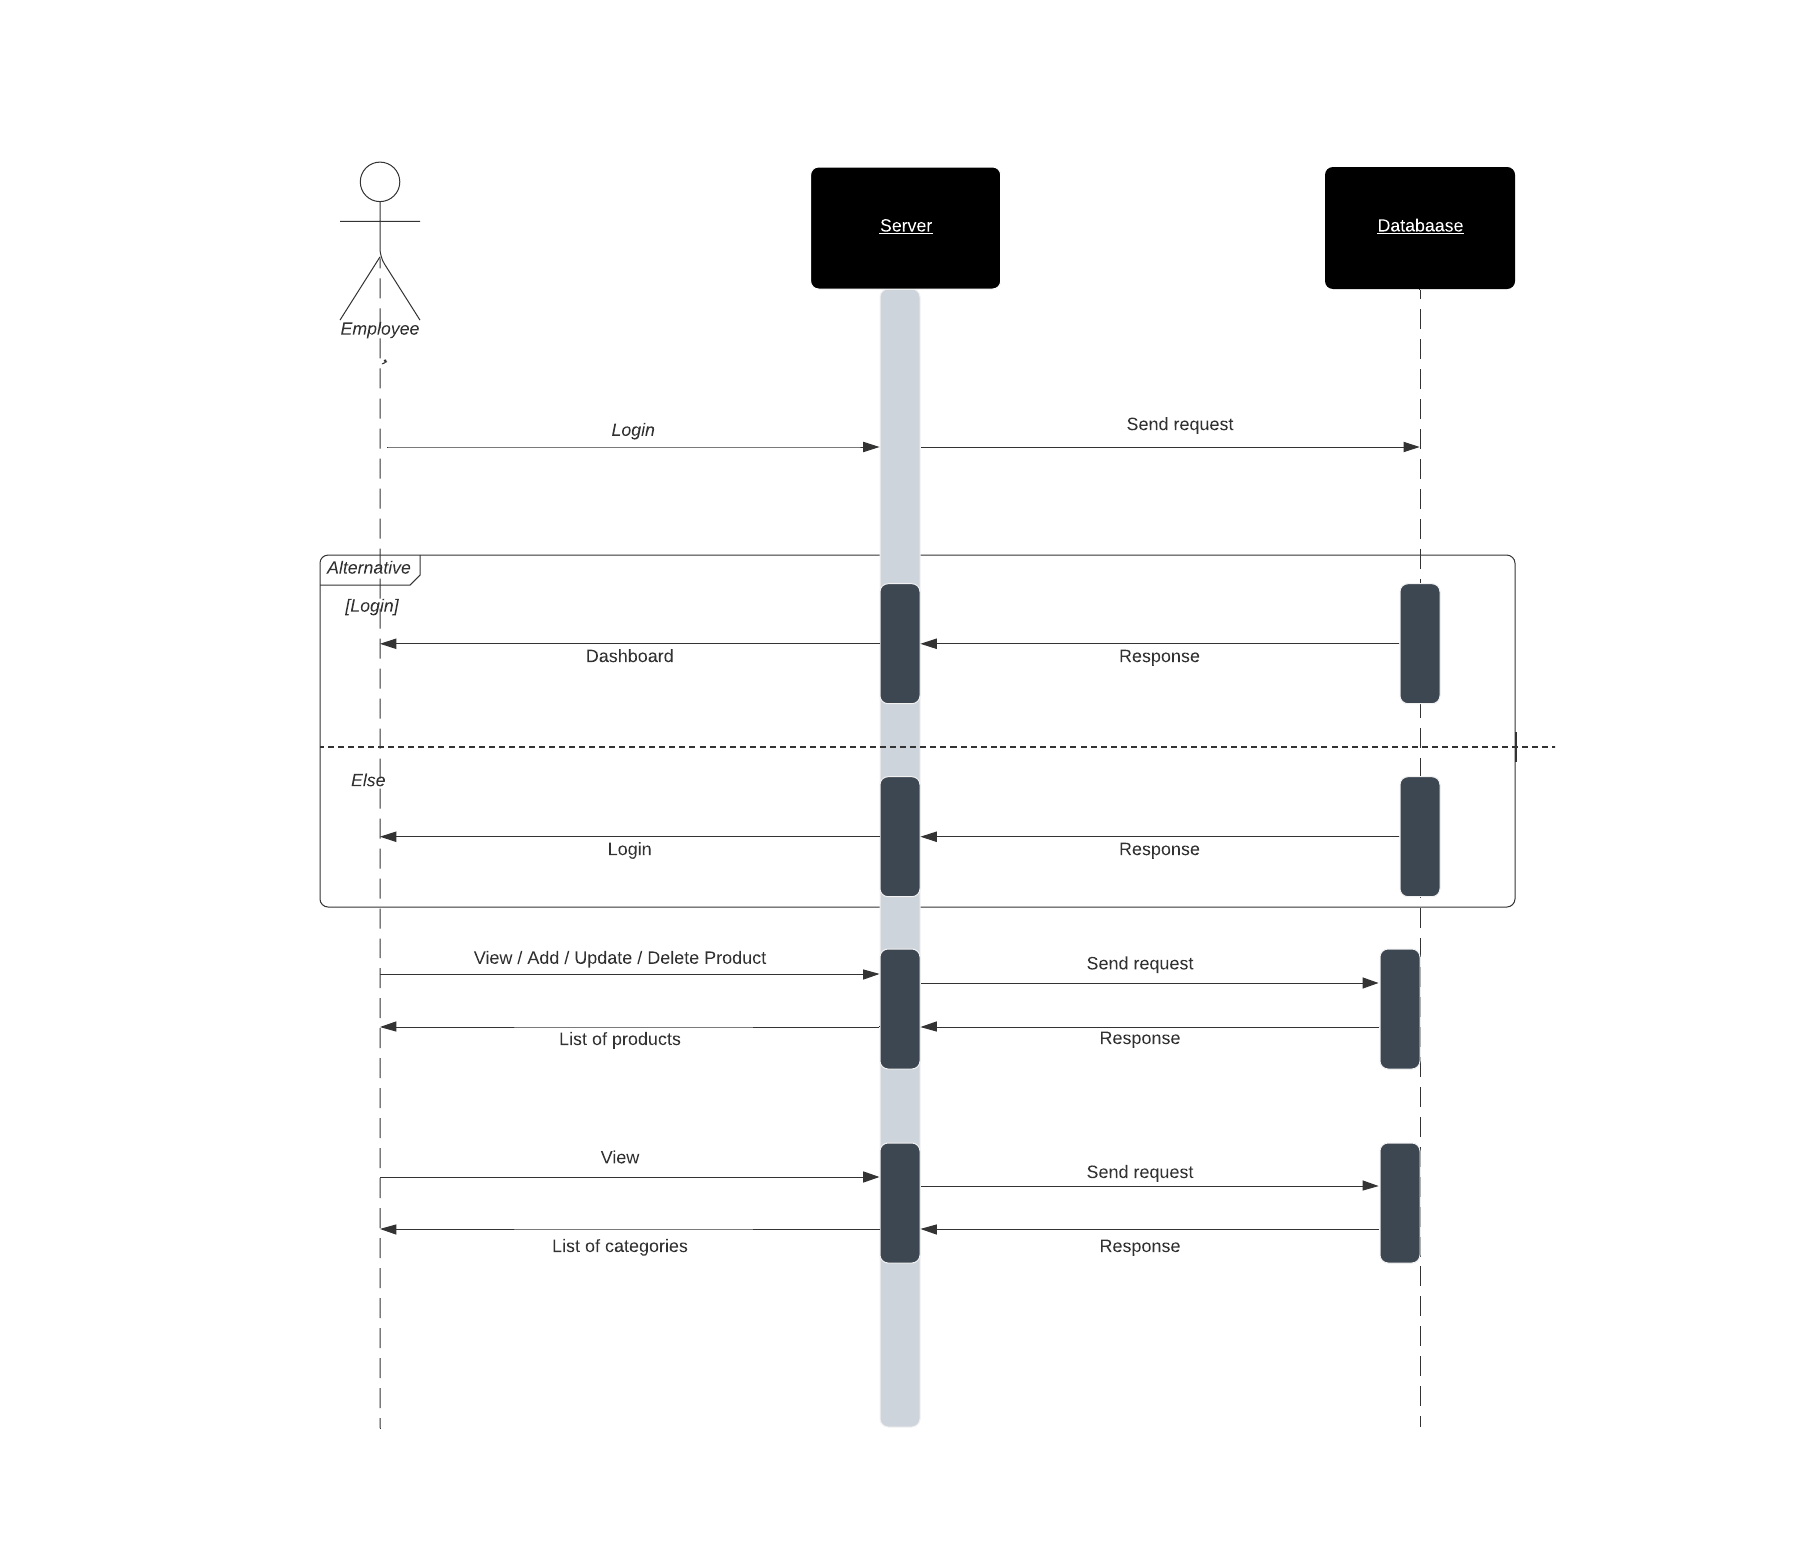 Server
Databaase
Employee
Login
Send request
Alternative
[Login]
Dashboard
Response
Else
Login
Response
View / Add / Update / Delete Product
Send request
List of products
Response
View
Send request
List of categories
Response